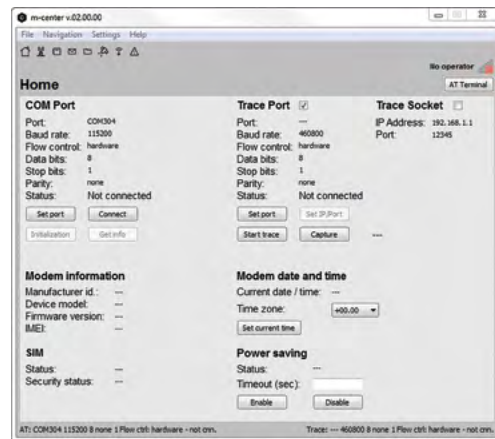 m-center v.02.00.00
File Navigation Settings Help
No operator
Home
AT Terminal
COM Port
Port: COM304
Baud rate: 115200
Flow control: hardware
Data bits: 8
Stop bits: 1
Parity: none
Status: Not connected
Set port Connect
Initialization Get info
Trace Port
Port: ---
Baud rate: 460800
Flow control: hardware
Data bits: 8
Stop bits: 1
Parity: none
Status: Not connected
Set port Set IP/Port
Start trace Capture ---
Trace Socket
IP Address: 192.168.1.1
Port: 12345
Modem information
Manufacturer id.: ---
Device model: ---
Firmware version: ---
IMEI: ---
Modem date and time
Current date / time: ---
Time zone: +00.00
Set current time
SIM
Status: ---
Security status: ---
Power saving
Status: ---
Timeout (sec):
Enable Disable
AT: COM304 115200 8 none 1 Flow ctrl: hardware - not cnn.
Trace: --- 460800 8 none 1 Flow ctrl: hardware - not cnn.